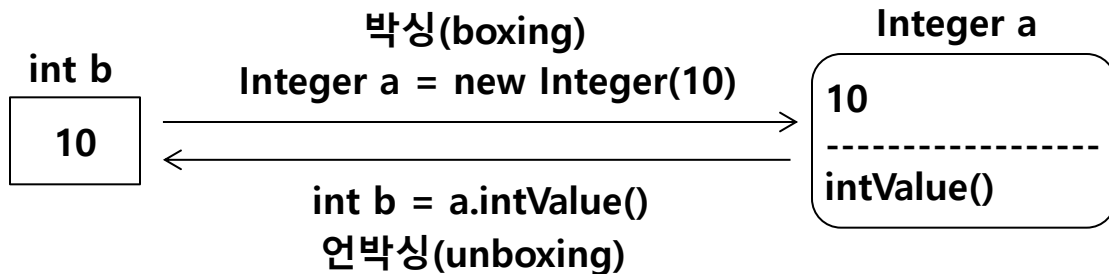 박싱(boxing)
Integer a = new Integer(10)
int b
10
Integer a
10
------------------
intValue()
int b = a.intValue()
언박싱(unboxing)